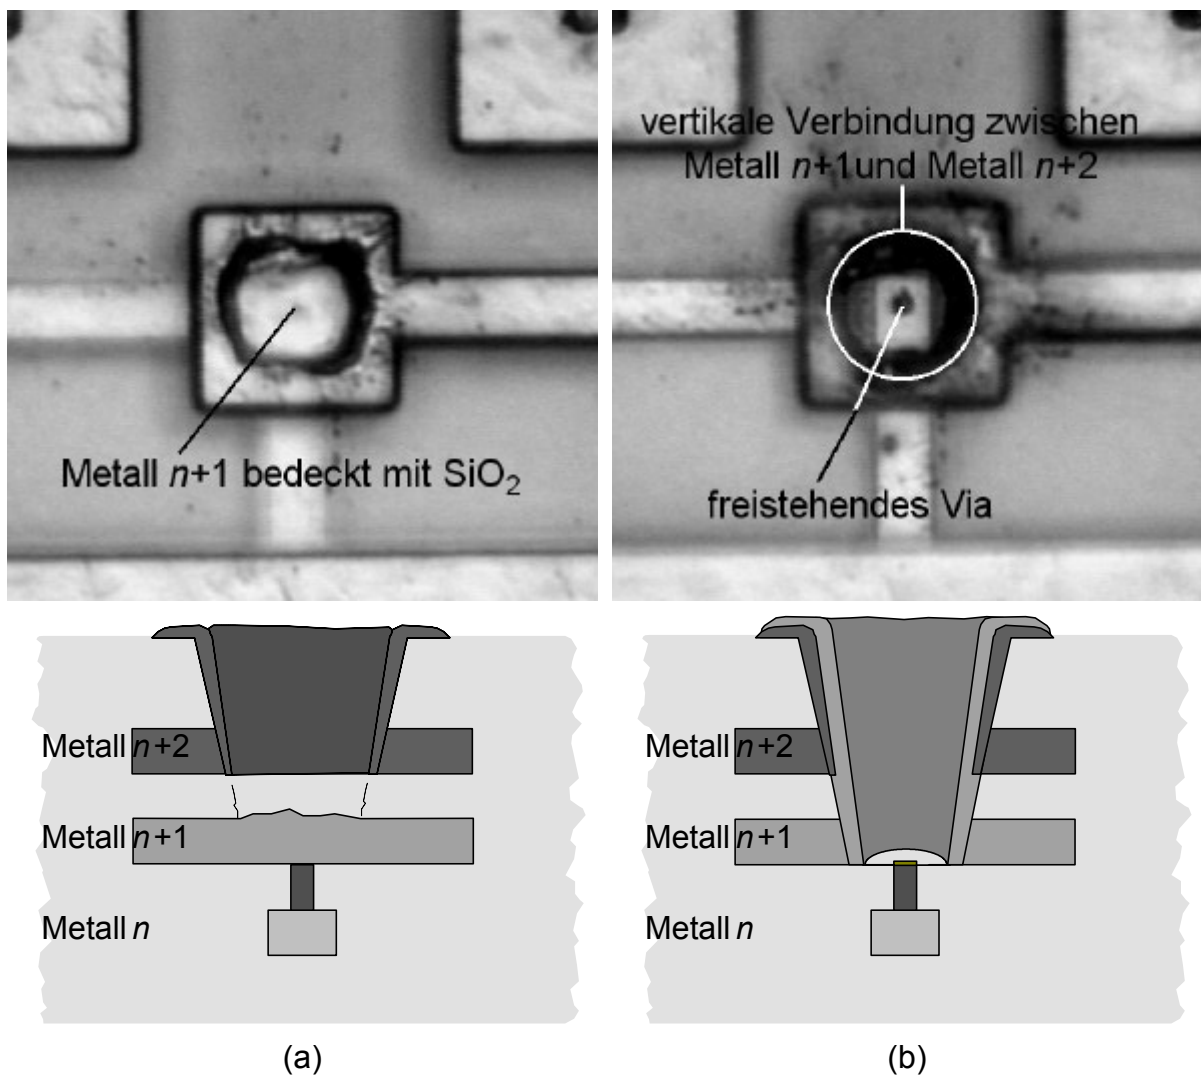 Metall n+1 bedeckt mit SiO₂
vertikale Verbindung zwischen
Metall n+1und Metall n+2
freistehendes Via
Metall n+2
Metall n+1
Metall n
(a)
Metall n+2
Metall n+1
Metall n
(b)